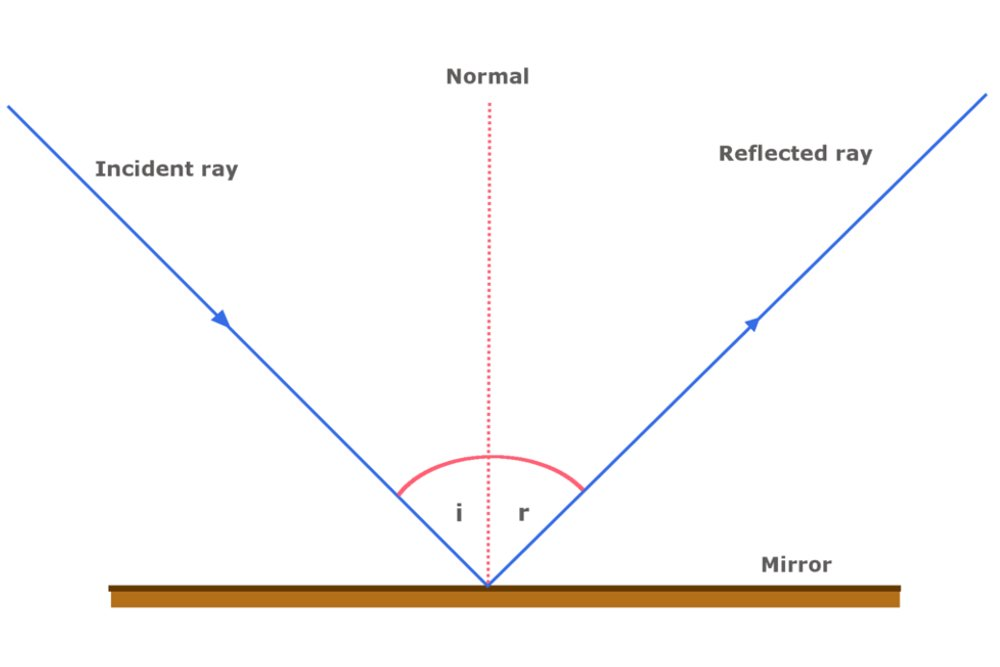 Normal
Incident ray
Reflected ray
i
r
Mirror